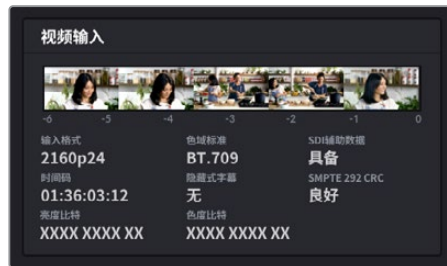 视频输入
-6 -5 -4 -3 -2 -1 0
输入格式 色域标准 SDI辅助数据
2160p24 BT.709 具备
时间码 隐藏式字幕 SMPTE 292 CRC
01:36:03:12 无 良好
亮度比特 色度比特
XXXX XXXX XX XXXX XXXX XX